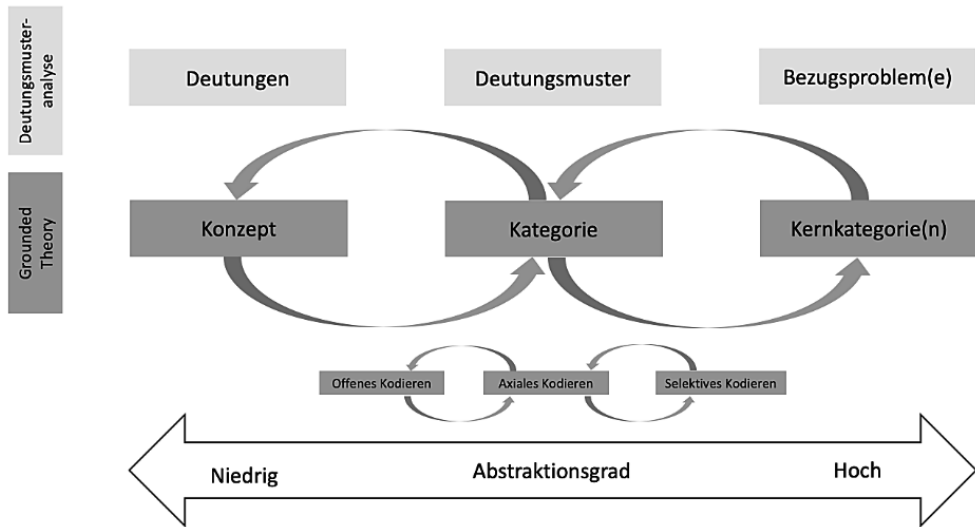 Deutungsmuster-
analyse
Deutungen
Deutungsmuster
Bezugsproblem(e)
Grounded
Theory
Konzept
Kategorie
Kernkategorie(n)
Offenes Kodieren
Axiales Kodieren
Selektives Kodieren
Niedrig
Abstraktionsgrad
Hoch